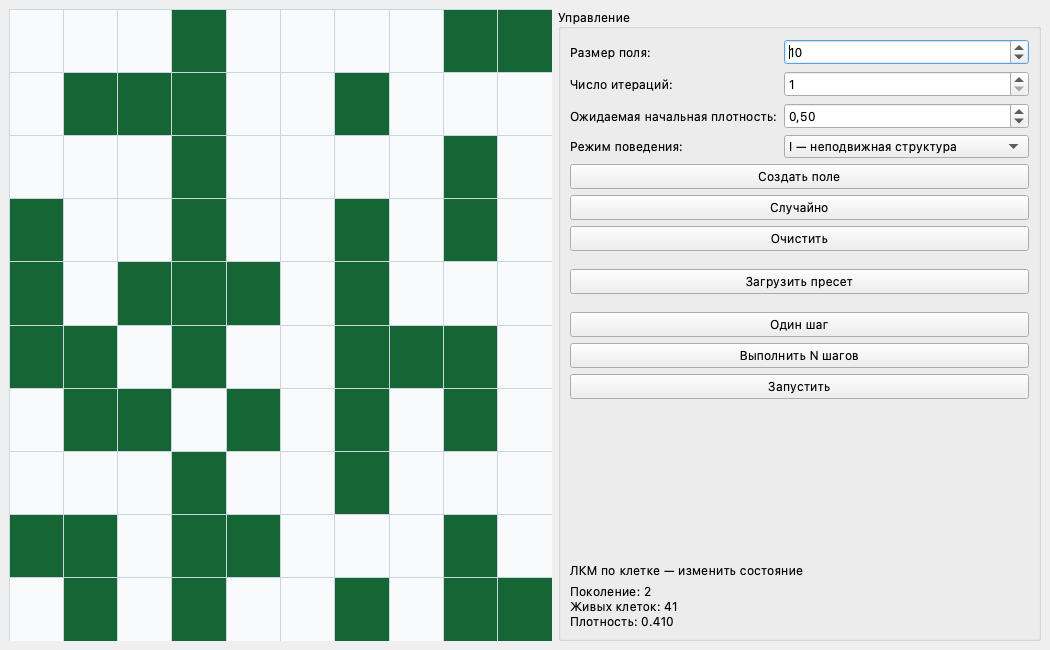 Управление
Размер поля: 10
Число итераций: 1
Ожидаемая начальная плотность: 0,50
Режим поведения: I — неподвижная структура
Создать поле
Случайно
Очистить
Загрузить пресет
Один шаг
Выполнить N шагов
Запустить
ЛКМ по клетке — изменить состояние
Поколение: 2
Живых клеток: 41
Плотность: 0.410